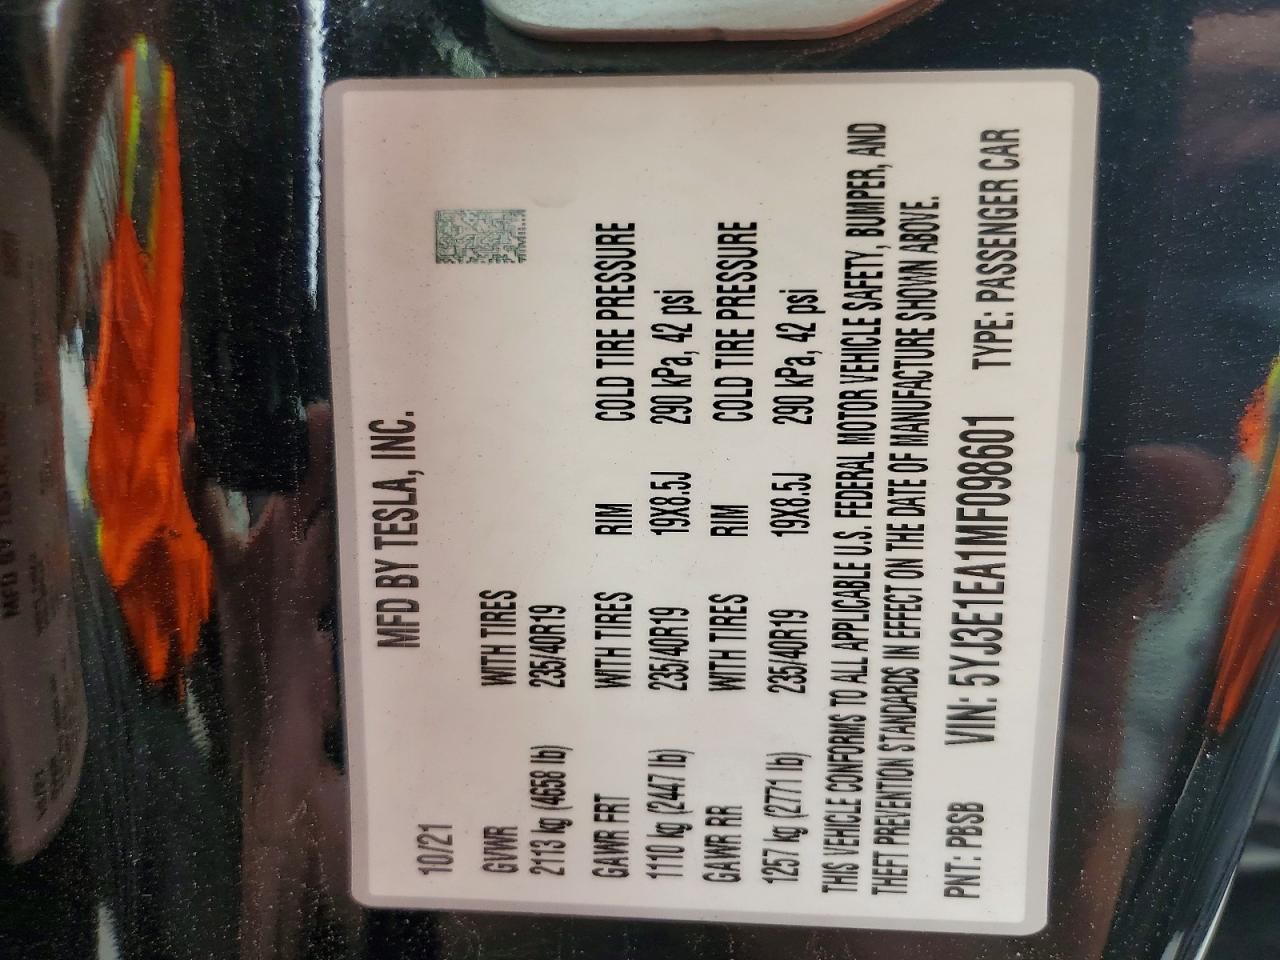 MFD BY TESLA, INC.
10/21
GVWR WITH TIRES
2113 kg (4658 lb) 235/40R19
GAWR FRT WITH TIRES RIM COLD TIRE PRESSURE
1110 kg (2447 lb) 235/40R19 19X8.5J 290 kPa, 42 psi
GAWR RR WITH TIRES RIM COLD TIRE PRESSURE
1257 kg (2771 lb) 235/40R19 19X8.5J 290 kPa, 42 psi
THIS VEHICLE CONFORMS TO ALL APPLICABLE U.S. FEDERAL MOTOR VEHICLE SAFETY, BUMPER, AND
THEFT PREVENTION STANDARDS IN EFFECT ON THE DATE OF MANUFACTURE SHOWN ABOVE.
PNT: PBSB VIN: 5YJ3E1EA1MF098601 TYPE: PASSENGER CAR